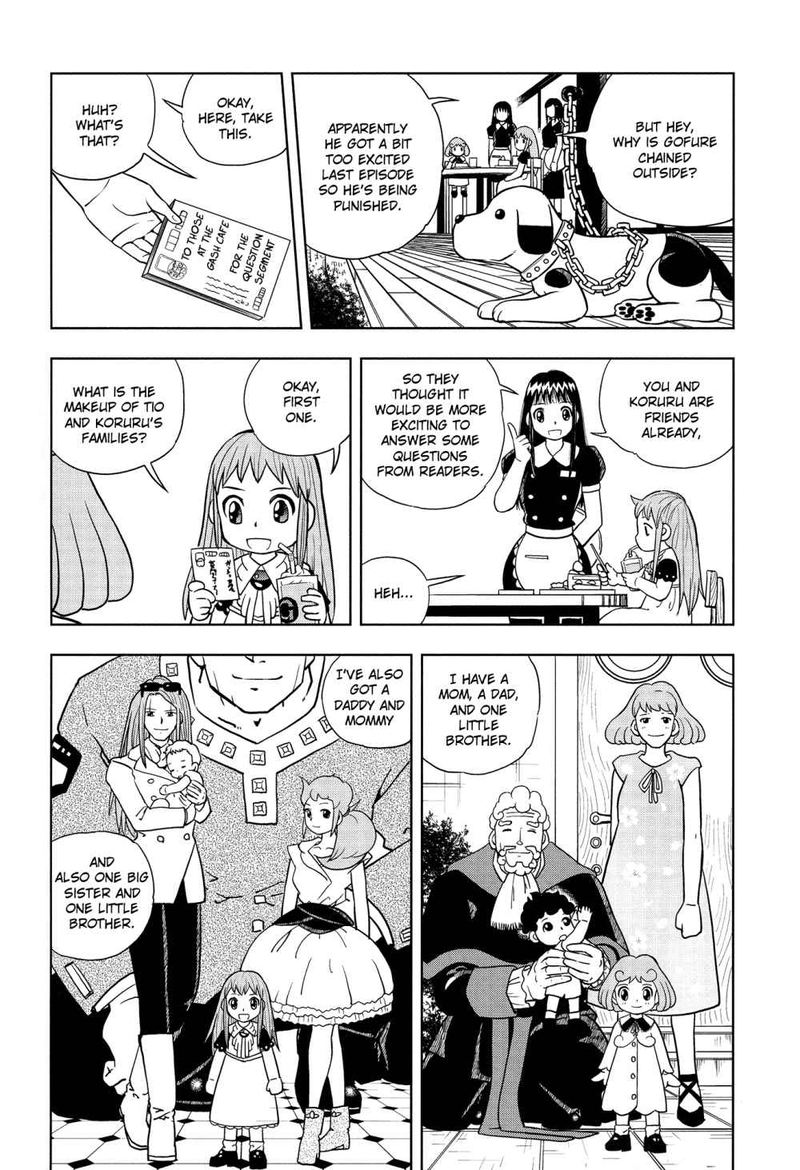 BUT HEY,
WHY IS GOFURE
CHAINED
OUTSIDE?
APPARENTLY
HE GOT A BIT
TOO EXCITED
LAST EPISODE
SO HE'S BEING
PUNISHED.
OKAY,
HERE, TAKE
THIS.
HUH?
WHAT'S
THAT?
TO THOSE
AT THE
GASH CAFE
FOR THE
QUESTION
SEGMENT
YOU AND
KORURU ARE
FRIENDS
ALREADY,
SO THEY
THOUGHT IT
WOULD BE MORE
EXCITING TO
ANSWER SOME
QUESTIONS
FROM READERS.
HEH...
OKAY,
FIRST
ONE.
WHAT IS THE
MAKEUP OF TIO
AND KORURU'S
FAMILIES?
G
I HAVE A
MOM, A DAD,
AND ONE
LITTLE
BROTHER.
I'VE ALSO
GOT A
DADDY AND
MOMMY
AND
ALSO ONE BIG
SISTER AND
ONE LITTLE
BROTHER.